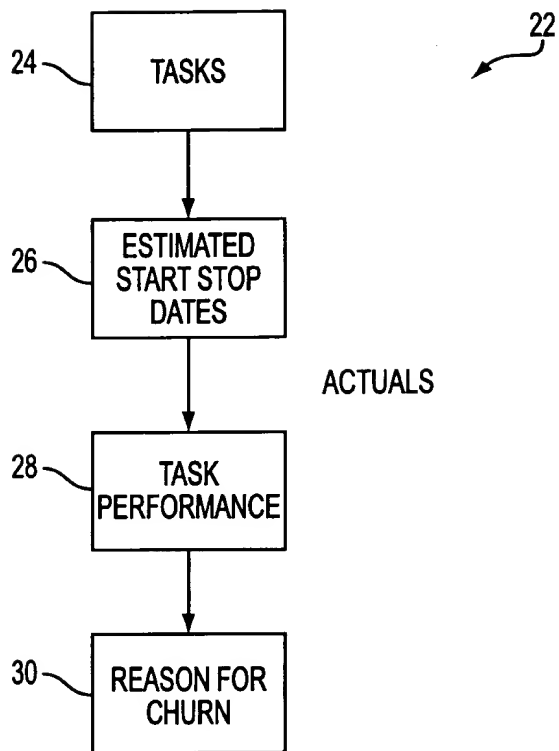 22
24
TASKS
26
ESTIMATED
START STOP
DATES
ACTUALS
28
TASK
PERFORMANCE
30
REASON FOR
CHURN